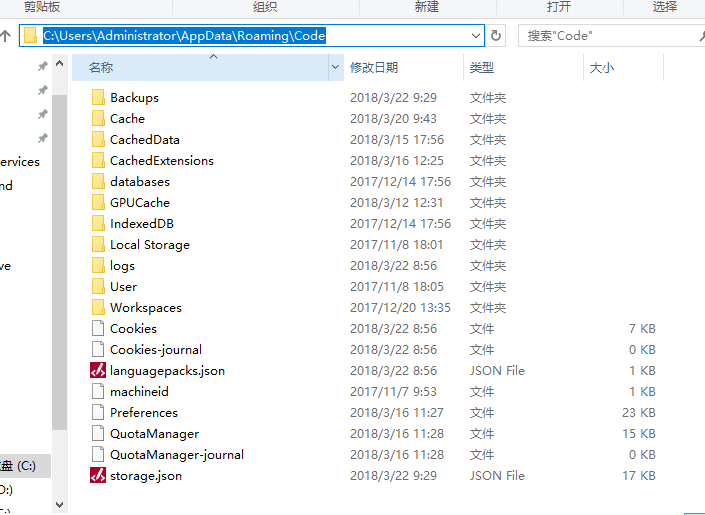 剪贴板 组织 新建 打开 选择
C:\Users\Administrator\AppData\Roaming\Code 搜索"Code"
名称 修改日期 类型 大小
Backups 2018/3/22 9:29 文件夹
Cache 2018/3/20 9:43 文件夹
CachedData 2018/3/15 17:56 文件夹
ervices CachedExtensions 2018/3/16 12:25 文件夹
nd databases 2017/12/14 17:56 文件夹
GPUCache 2018/3/12 12:31 文件夹
IndexedDB 2017/12/14 17:56 文件夹
Local Storage 2017/11/8 18:01 文件夹
ve logs 2018/3/22 8:56 文件夹
User 2017/11/8 18:05 文件夹
Workspaces 2017/12/20 13:35 文件夹
Cookies 2018/3/22 8:56 文件 7 KB
Cookies-journal 2018/3/22 8:56 文件 0 KB
languagepacks.json 2018/3/22 8:56 JSON File 1 KB
machineid 2017/11/7 9:53 文件 1 KB
Preferences 2018/3/16 11:27 文件 23 KB
QuotaManager 2018/3/16 11:28 文件 15 KB
QuotaManager-journal 2018/3/16 11:28 文件 0 KB
盘 (C:) storage.json 2018/3/22 9:29 JSON File 17 KB
D:)